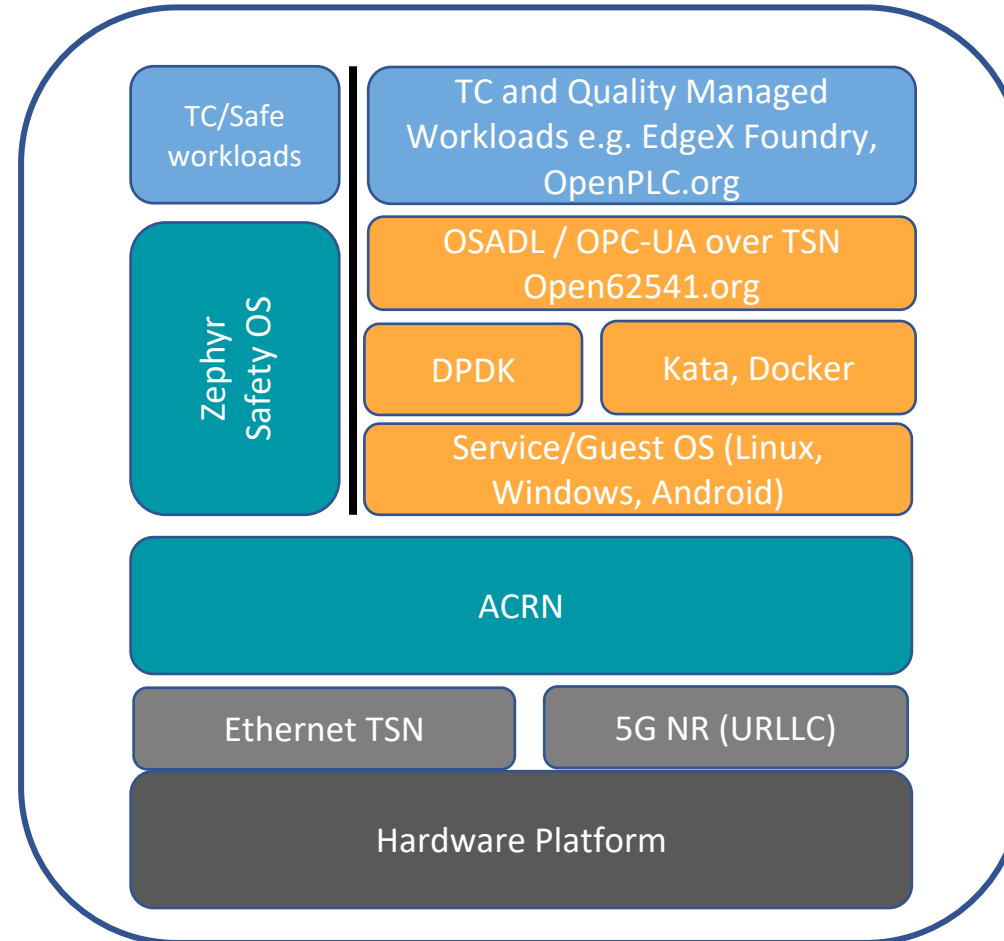 TC/Safe
workloads
TC and Quality Managed
Workloads e.g. EdgeX Foundry,
OpenPLC.org
Zephyr
Safety OS
OSADL / OPC-UA over TSN
Open62541.org
DPDK
Kata, Docker
Service/Guest OS (Linux,
Windows, Android)
ACRN
Ethernet TSN
5G NR (URLLC)
Hardware Platform